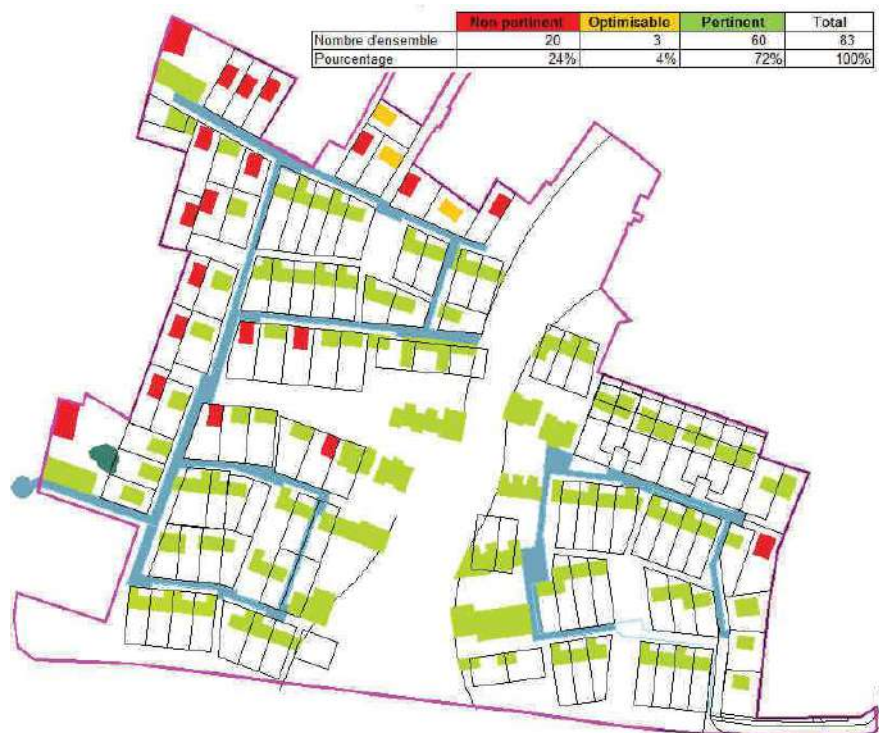 Non pertinent Optimisable Pertinent Total
Nombre d'ensemble 20 3 60 83
Pourcentage 24% 4% 72% 100%